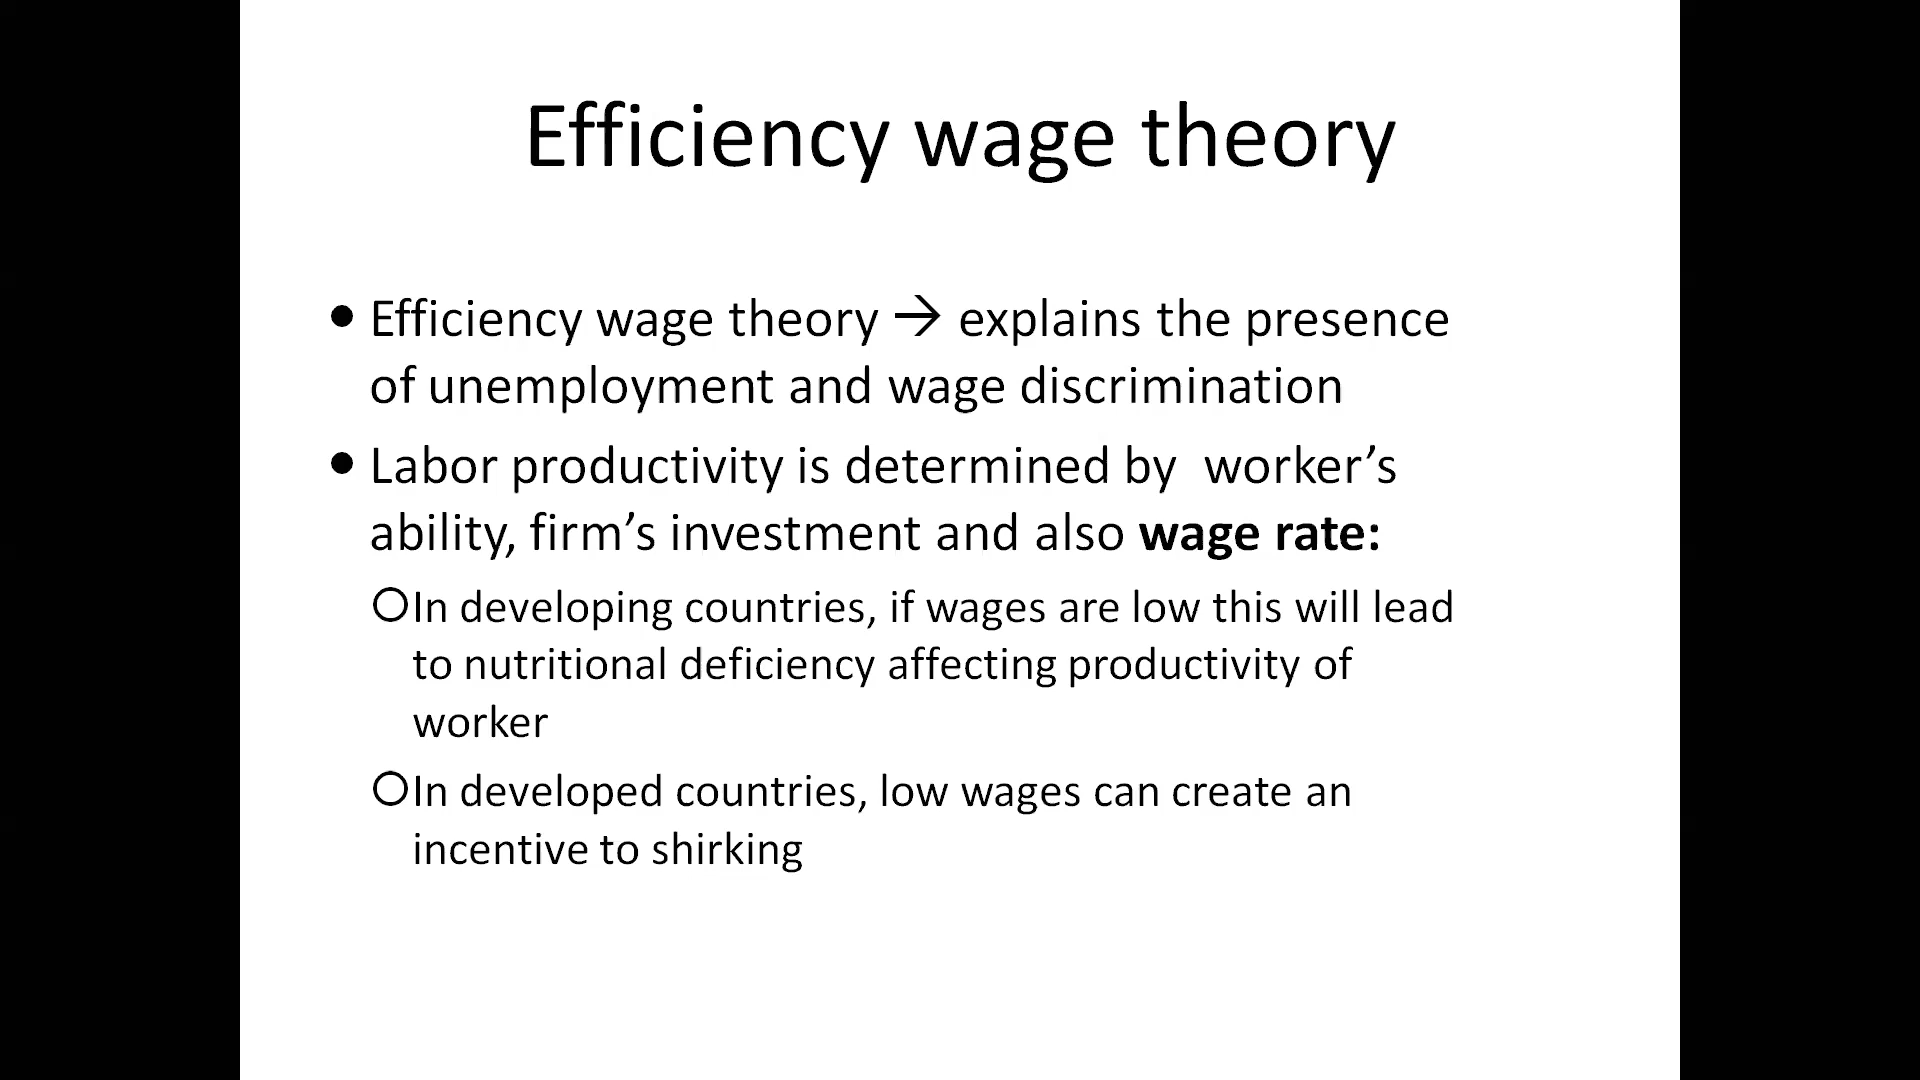 Efficiency wage theory
● Efficiency wage theory → explains the presence
of unemployment and wage discrimination
● Labor productivity is determined by  worker’s
ability, firm’s investment and also wage rate:
○In developing countries, if wages are low this will lead
to nutritional deficiency affecting productivity of
worker
○In developed countries, low wages can create an
incentive to shirking